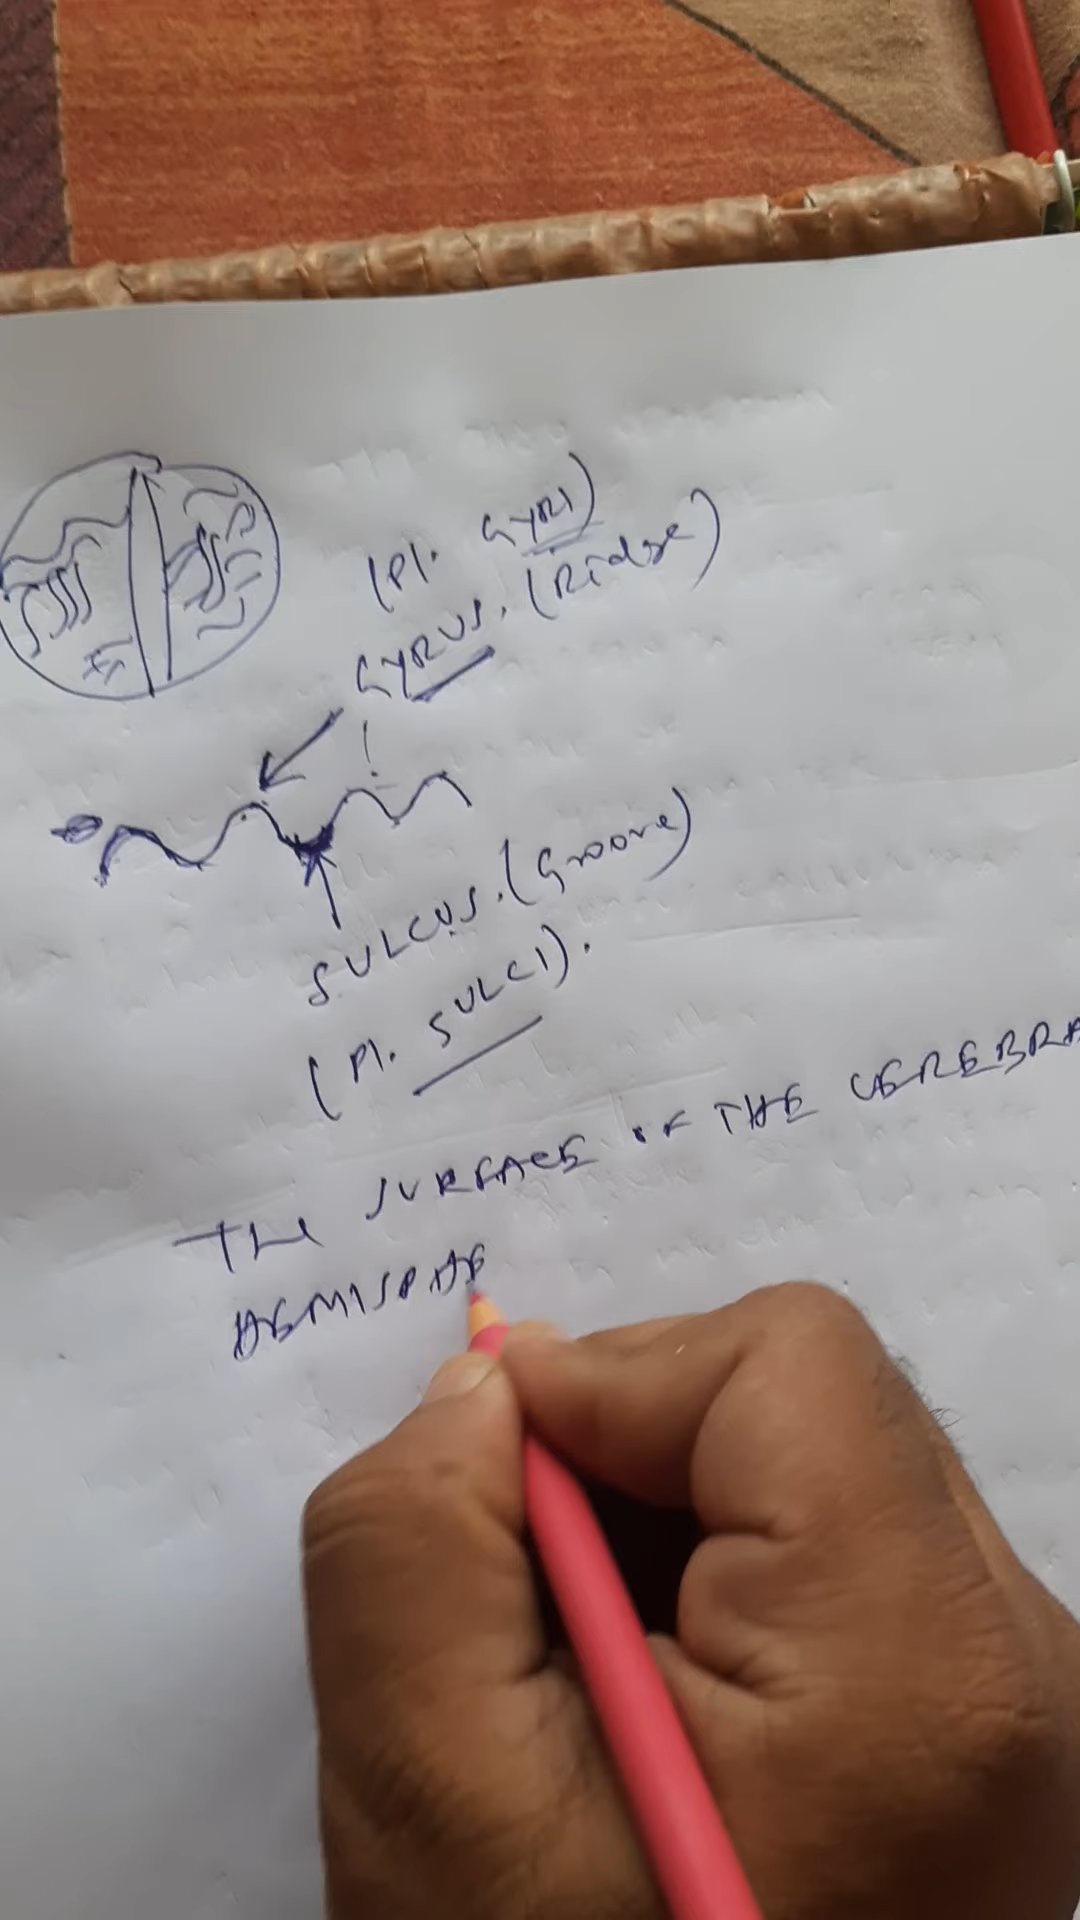 (Pl. GYRI)
GYRUS. (Ridge)
SULCUS. (Groove)
(Pl. SULCI).
THE SURFACE OF THE CEREBRA
HEMISPHE